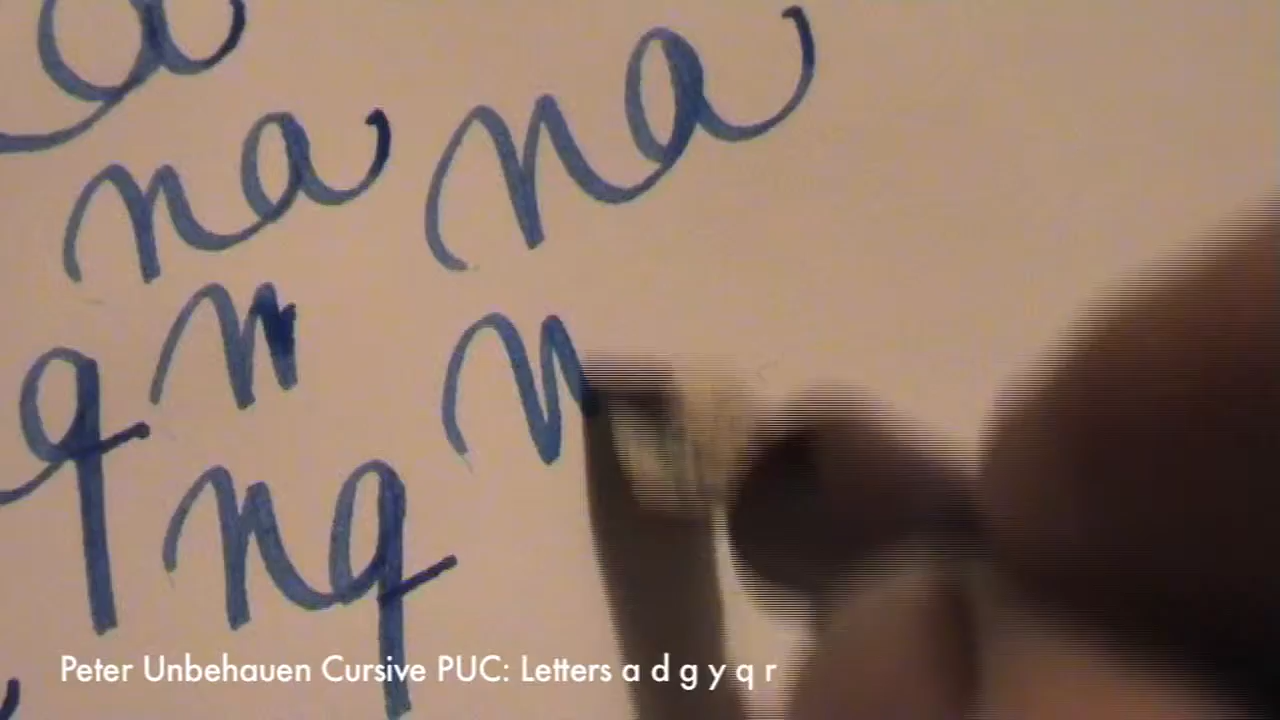 a
na na
n
q
nq
Peter Unbehauen Cursive PUC: Letters a d g y q r